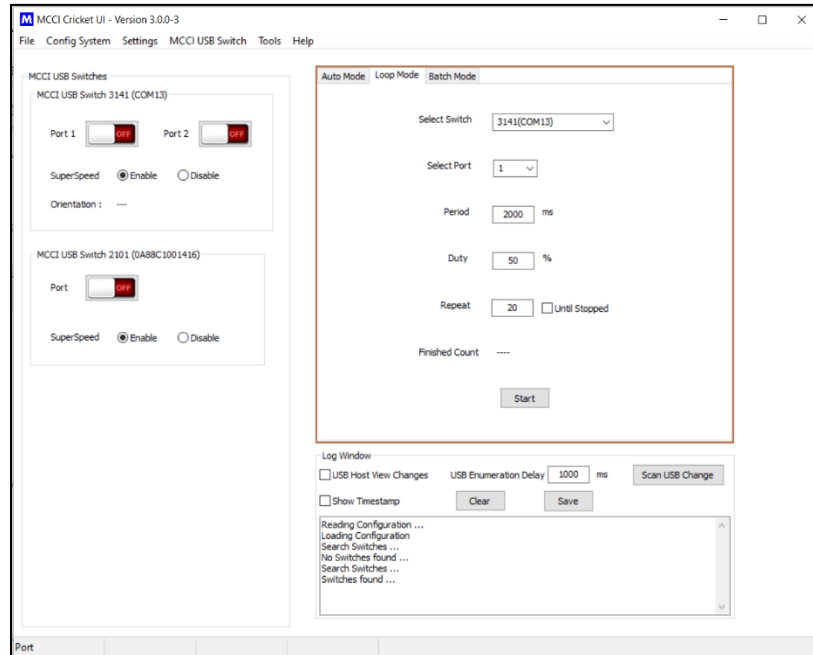 M MCCI Cricket UI - Version 3.0.0-3
File Config System Settings MCCI USB Switch Tools Help
MCCI USB Switches
MCCI USB Switch 3141 (COM13)
Port 1 OFF Port 2 OFF
SuperSpeed Enable Disable
Orientation : ---
MCCI USB Switch 2101 (0A88C1001416)
Port OFF
SuperSpeed Enable Disable
Auto Mode Loop Mode Batch Mode
Select Switch 3141(COM13)
Select Port 1
Period 2000 ms
Duty 50 %
Repeat 20 Until Stopped
Finished Count ----
Start
Log Window
USB Host View Changes USB Enumeration Delay 1000 ms Scan USB Change
Show Timestamp Clear Save
Reading Configuration ...
Loading Configuration
Search Switches ...
No Switches found ...
Search Switches ...
Switches found ...
Port